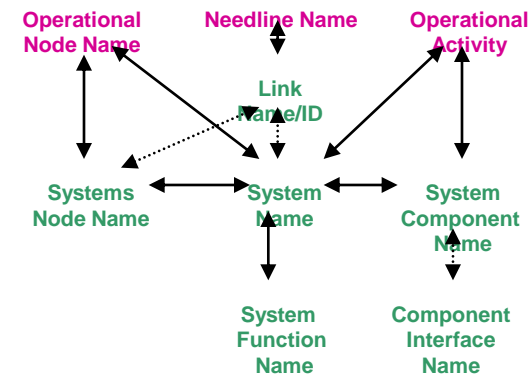 Operational
Node Name
Needline Name
Operational
Activity
Link
Name/ID
Systems
Node Name
System
Name
System
Component
Name
System
Function
Name
Component
Interface
Name